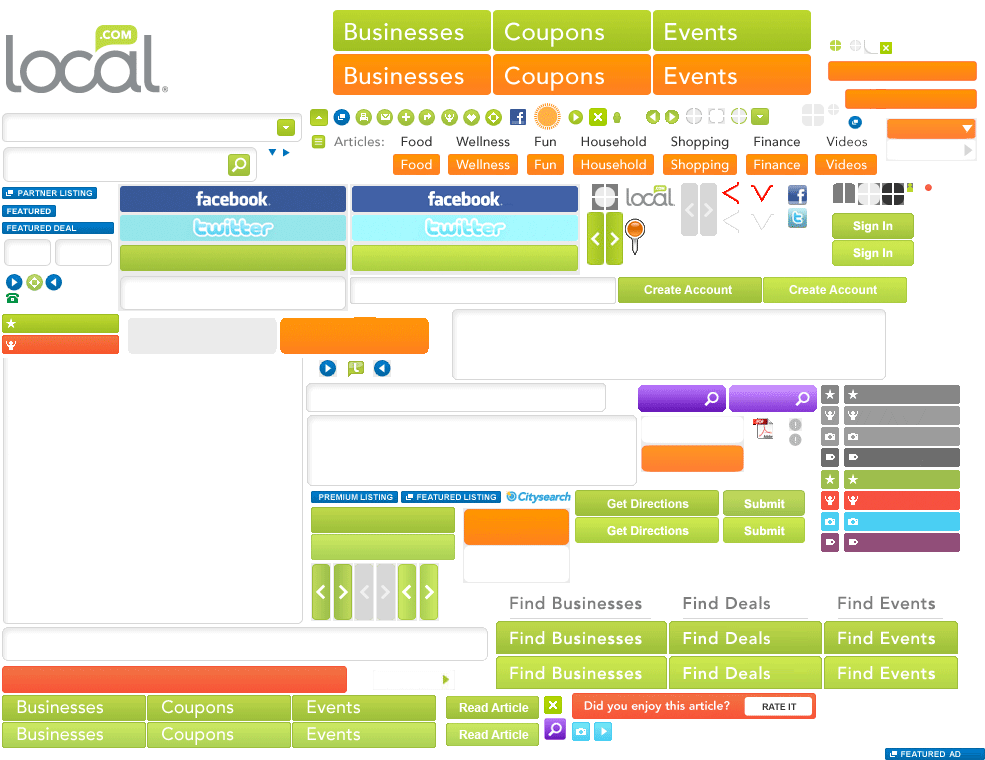 .COM
local®
Businesses Coupons Events
Businesses Coupons Events
Articles: Food Wellness Fun Household Shopping Finance Videos
Food Wellness Fun Household Shopping Finance Videos
PARTNER LISTING
FEATURED
FEATURED DEAL
facebook. facebook.
twitter twitter
local
Sign In
Sign In
Create Account Create Account
PREMIUM LISTING FEATURED LISTING Citysearch
Get Directions Submit
Get Directions Submit
Find Businesses Find Deals Find Events
Find Businesses Find Deals Find Events
Find Businesses Find Deals Find Events
Businesses Coupons Events
Businesses Coupons Events
Read Article
Read Article
Did you enjoy this article? RATE IT
FEATURED AD